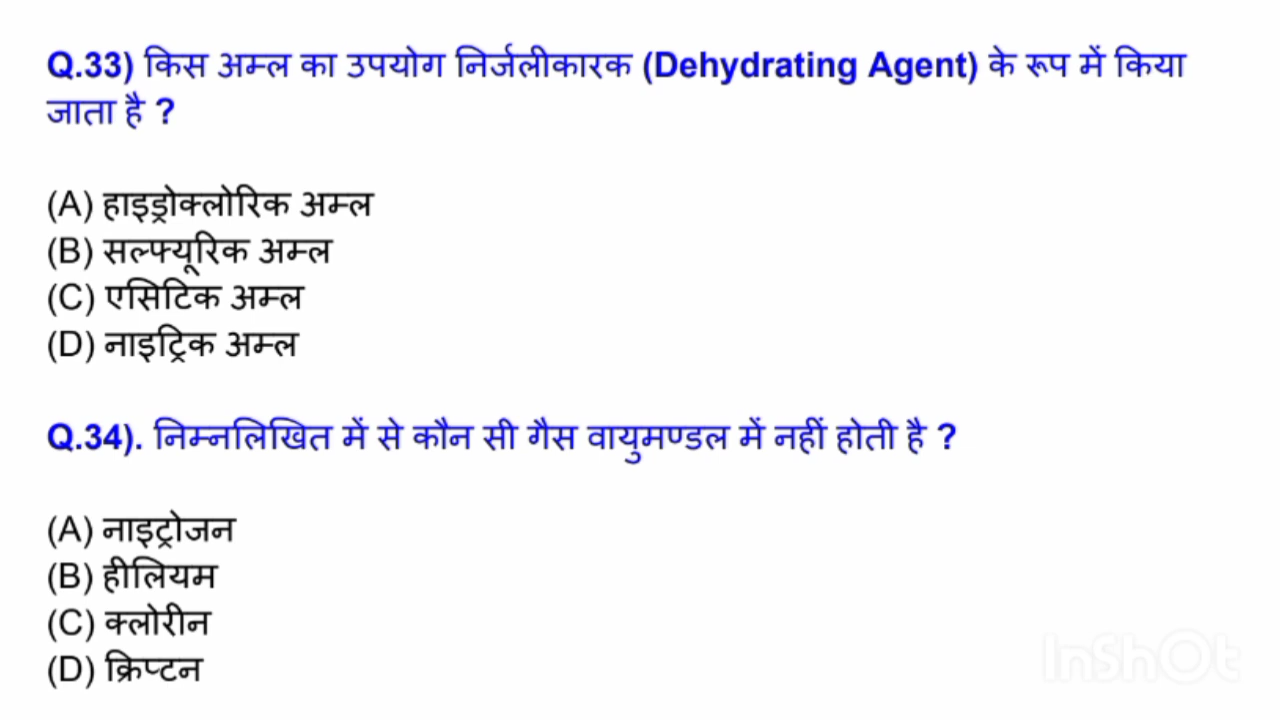 Q.33) किस अम्ल का उपयोग निर्जलीकारक (Dehydrating Agent) के रूप में किया
जाता है ?
(A) हाइड्रोक्लोरिक अम्ल
(B) सल्फ्यूरिक अम्ल
(C) एसिटिक अम्ल
(D) नाइट्रिक अम्ल
Q.34). निम्नलिखित में से कौन सी गैस वायुमण्डल में नहीं होती है ?
(A) नाइट्रोजन
(B) हीलियम
(C) क्लोरीन
(D) क्रिप्टन
InShOt